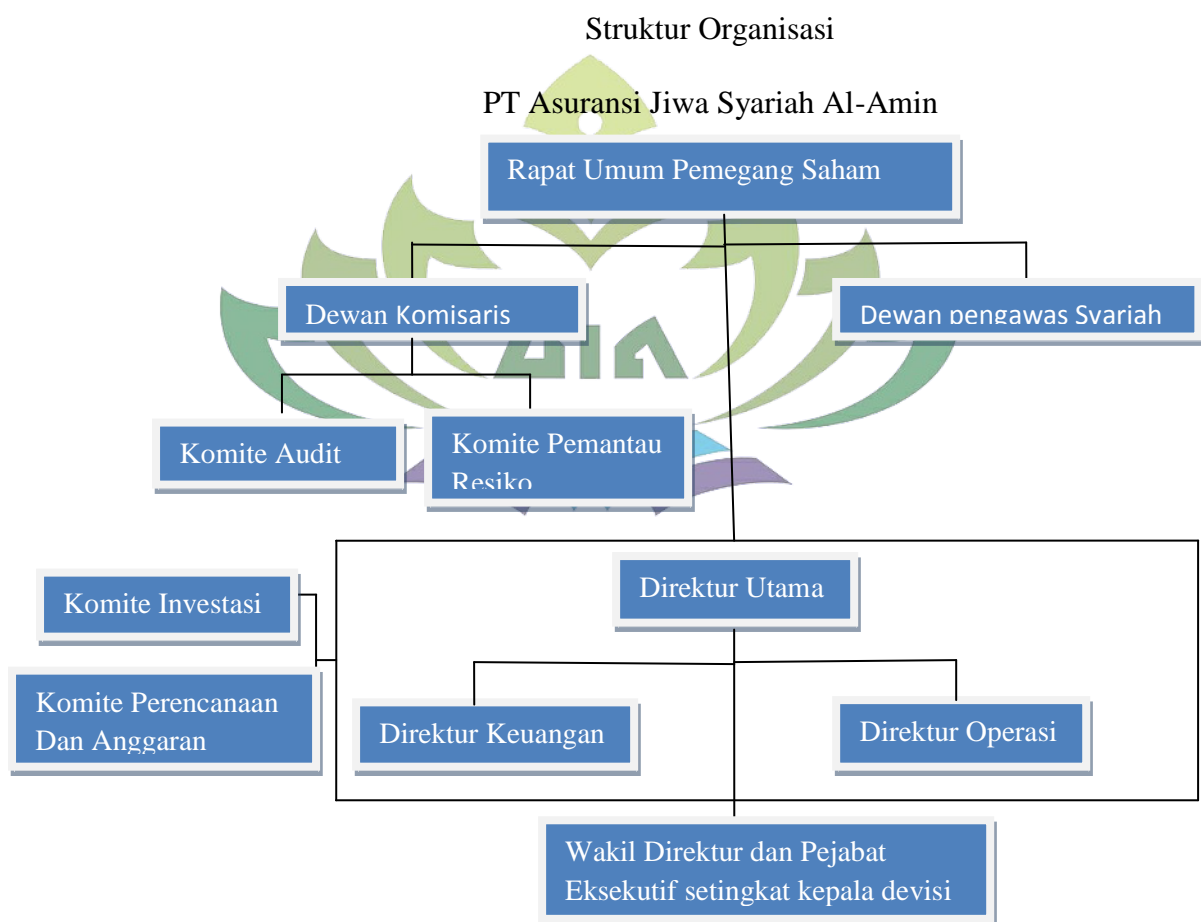 Struktur Organisasi
PT Asuransi Jiwa Syariah Al-Amin
Rapat Umum Pemegang Saham
Dewan Komisaris
Dewan pengawas Syariah
Komite Audit
Komite Pemantau
Resiko
Komite Investasi
Direktur Utama
Komite Perencanaan
Dan Anggaran
Direktur Keuangan
Direktur Operasi
Wakil Direktur dan Pejabat
Eksekutif setingkat kepala devisi